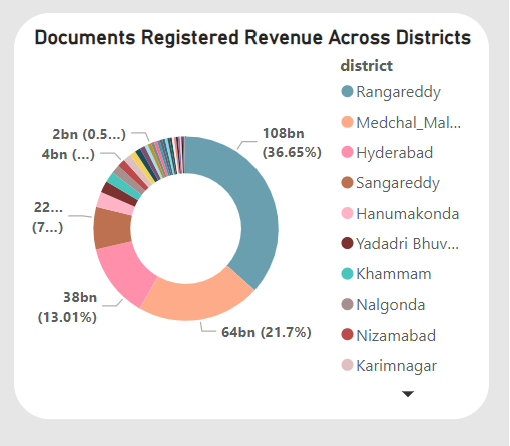 Documents Registered Revenue Across Districts
district
Rangareddy
Medchal_Mal...
Hyderabad
Sangareddy
Hanumakonda
Yadadri Bhuv...
Khammam
Nalgonda
Nizamabad
Karimnagar
108bn
(36.65%)
64bn (21.7%)
38bn
(13.01%)
22...
(7...)
4bn (...)
2bn (0.5...)